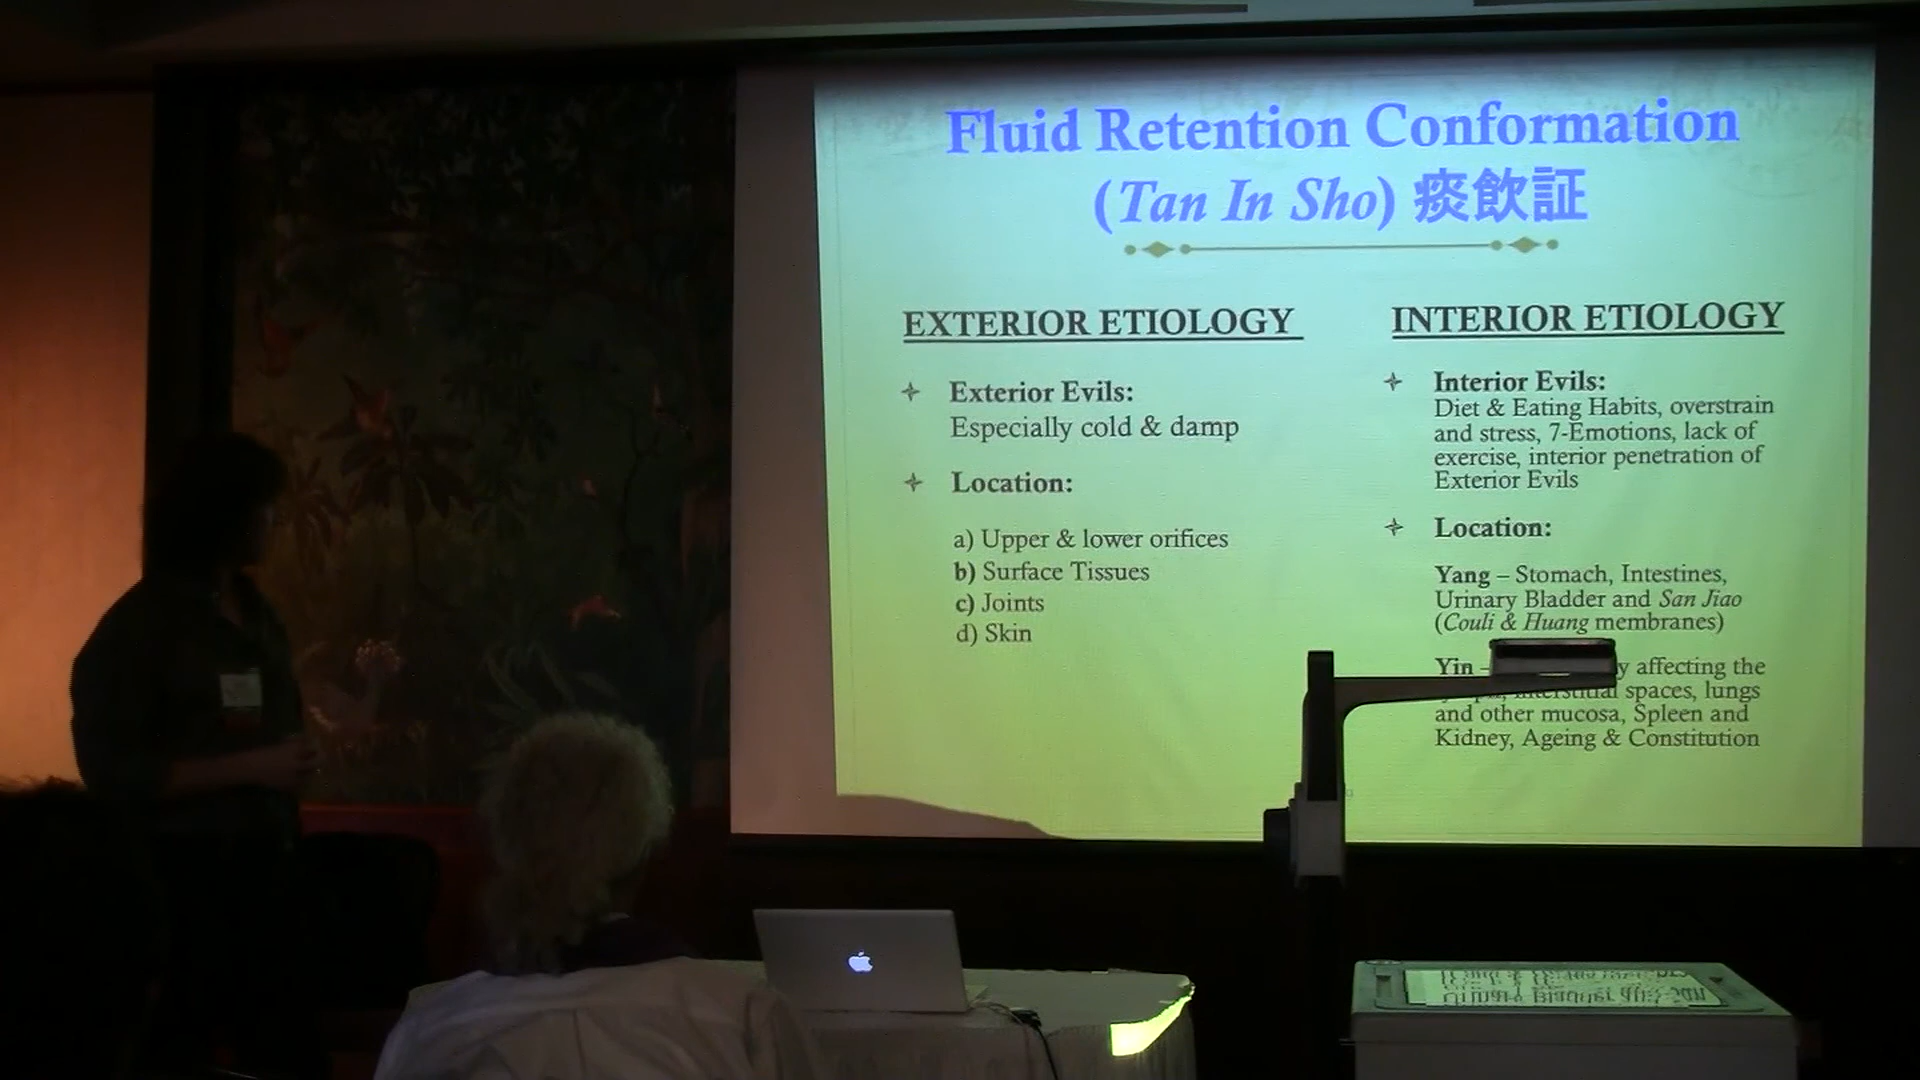 Fluid Retention Conformation
(Tan In Sho) 痰飲証
EXTERIOR ETIOLOGY
Exterior Evils:
Especially cold & damp
Location:
a) Upper & lower orifices
b) Surface Tissues
c) Joints
d) Skin
INTERIOR ETIOLOGY
Interior Evils:
Diet & Eating Habits, overstrain
and stress, 7-Emotions, lack of
exercise, interior penetration of
Exterior Evils
Location:
Yang – Stomach, Intestines,
Urinary Bladder and San Jiao
(Couli & Huang membranes)
Yin – affecting the
interstitial spaces, lungs
and other mucosa, Spleen and
Kidney, Ageing & Constitution